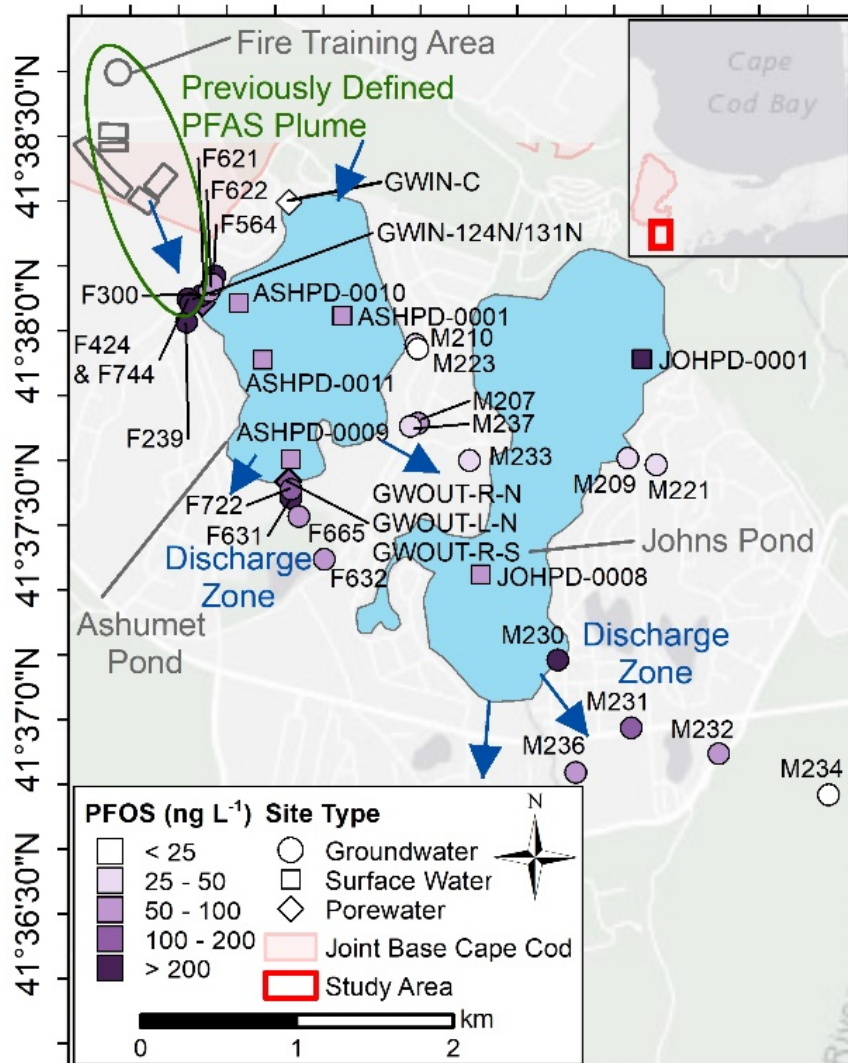 Fire Training Area
Previously Defined
PFAS Plume
Cape
Cod Bay
41°38'30"N
41°38'0"N
41°37'30"N
41°37'0"N
41°36'30"N
F621
F622
F564
GWIN-C
GWIN-124N/131N
F300
ASHPD-0010
ASHPD-0001
M210
M223
F424
& F744
ASHPD-0011
JOHPD-0001
F239
M207
M237
ASHPD-0009
M233
M209
M221
F722
F631
F665
F632
GWOUT-R-N
GWOUT-L-N
GWOUT-R-S
Johns Pond
Discharge
Zone
JOHPD-0008
Ashumet
Pond
M230
Discharge
Zone
M231
M232
M236
M234
PFOS (ng L⁻¹)
< 25
25 - 50
50 - 100
100 - 200
> 200
Site Type
Groundwater
Surface Water
Porewater
Joint Base Cape Cod
Study Area
N
km
0 1 2
River